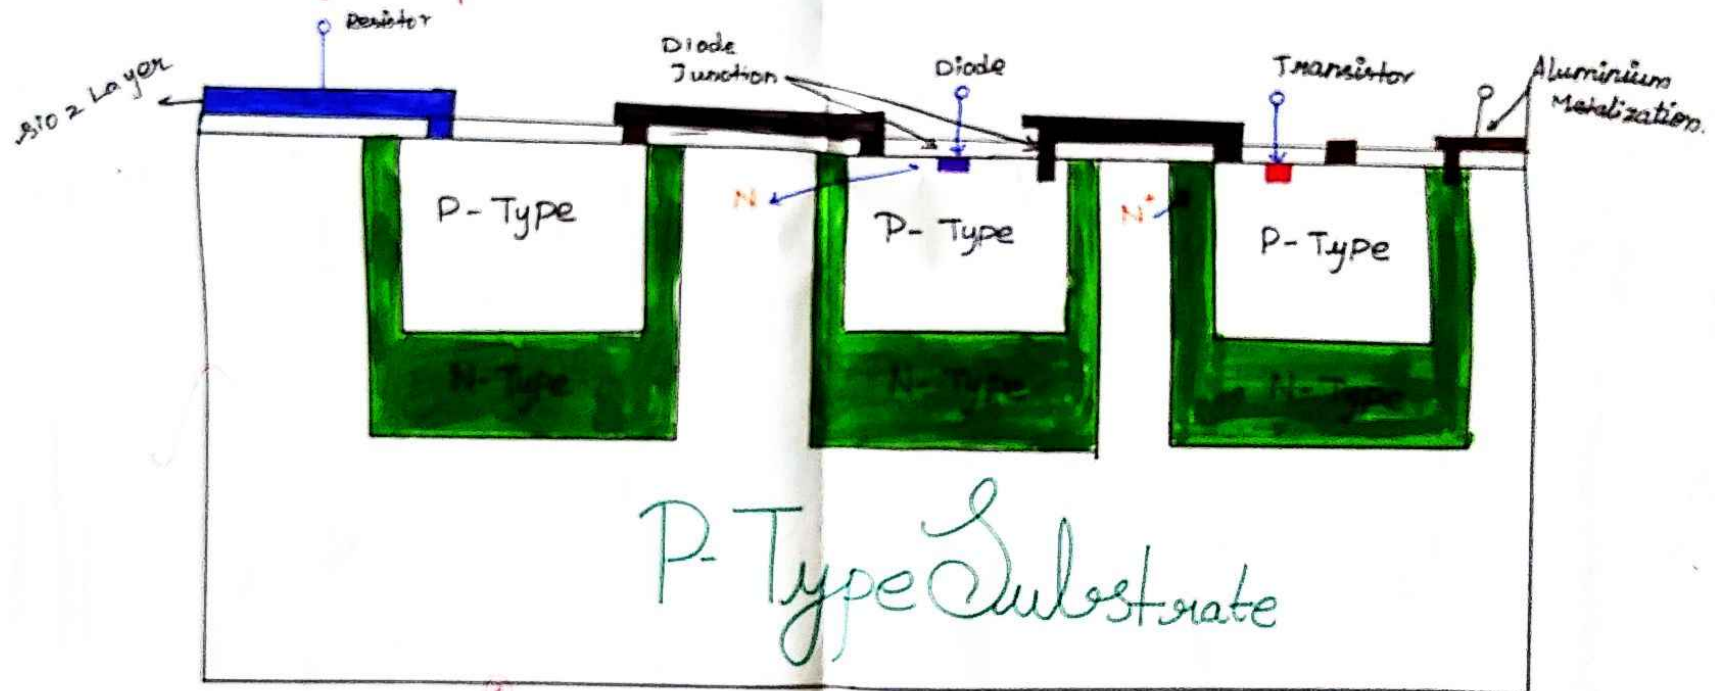 Resistor
SiO2 Layer
Diode
Junction
Diode
Transistor
Aluminium
Metalization.
P-Type
N
P-Type
N+
P-Type
N-Type
N-Type
N-Type
P-Type Substrate